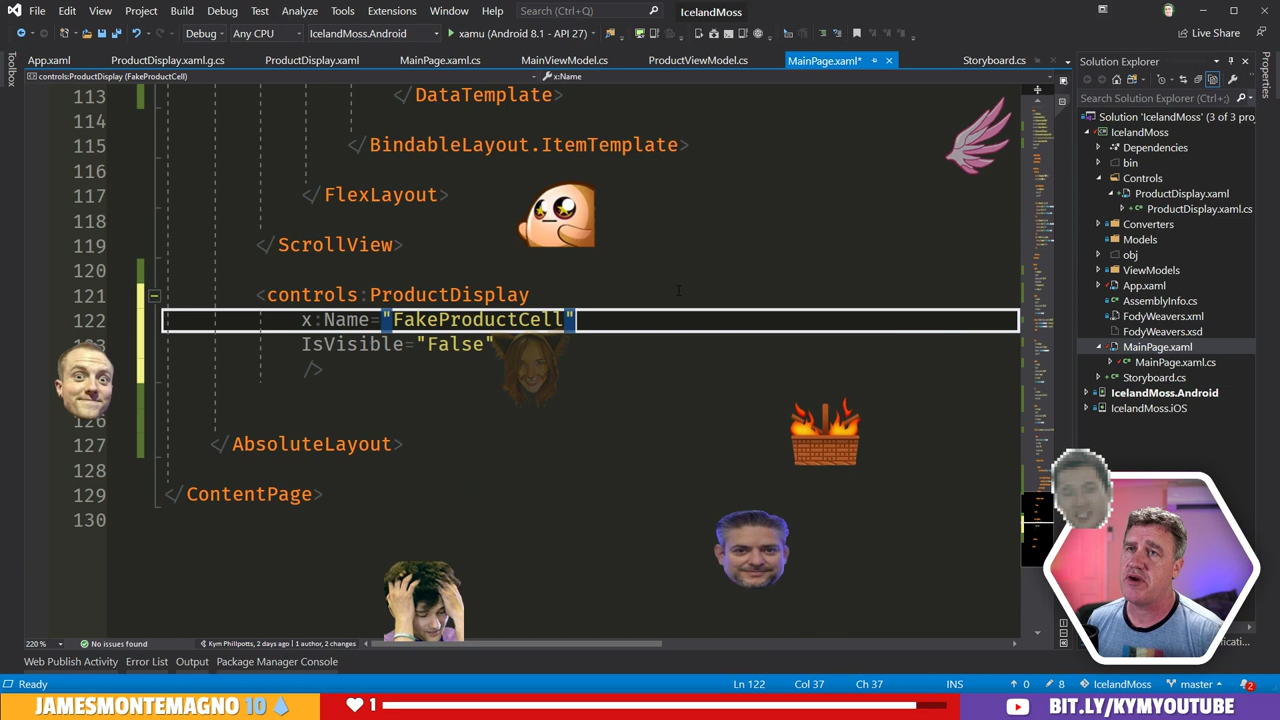 File Edit View Project Build Debug Test Analyze Tools Extensions Window Help Search (Ctrl+Q) IcelandMoss
Debug Any CPU IcelandMoss.Android xamu (Android 8.1 - API 27) Live Share
App.xaml ProductDisplay.xaml.g.cs ProductDisplay.xaml MainPage.xaml.cs MainViewModel.cs ProductViewModel.cs MainPage.xaml* Storyboard.cs
Toolbox
controls:ProductDisplay (FakeProductCell) x:Name
113 </DataTemplate>
114
115 </BindableLayout.ItemTemplate>
116
117 </FlexLayout>
118
119 </ScrollView>
120
121 <controls:ProductDisplay
122 x:Name="FakeProductCell"
IsVisible="False"
/>
127 </AbsoluteLayout>
128
129 </ContentPage>
130
Solution Explorer
Search Solution Explorer (Ctrl+;)
Solution 'IcelandMoss' (3 of 3 proj
IcelandMoss
Dependencies
bin
Controls
ProductDisplay.xaml
ProductDisplay.xaml.cs
Converters
Models
obj
ViewModels
App.xaml
AssemblyInfo.cs
FodyWeavers.xml
FodyWeavers.xsd
MainPage.xaml
MainPage.xaml.cs
Storyboard.cs
IcelandMoss.Android
IcelandMoss.iOS
Properties
220 % No issues found Kym Phillpotts, 2 days ago | 1 author, 2 changes
Web Publish Activity Error List Output Package Manager Console
Ready Ln 122 Col 37 Ch 37 INS 0 8 IcelandMoss master 2
JAMESMONTEMAGNO 10 1 BIT.LY/KYMYOUTUBE